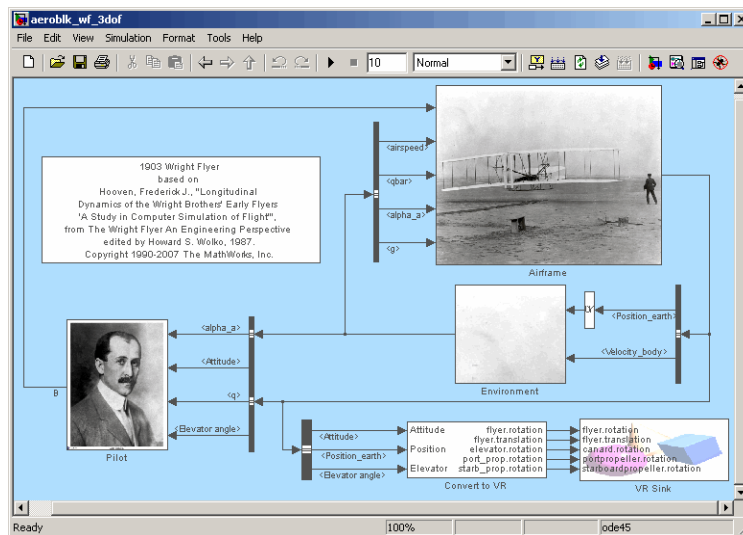 aeroblk_wf_3dof
File Edit View Simulation Format Tools Help
10 Normal
<airspeed>
<qbar>
<alpha_a>
<g>
Airframe
1903 Wright Flyer
based on
Hooven, Frederick J., "Longitudinal
Dynamics of the Wright Brothers' Early Flyers
'A Study in Computer Simulation of Flight'",
from The Wright Flyer An Engineering Perspective
edited by Howard S. Wolko, 1987.
Copyright 1990-2007 The MathWorks, Inc.
<Position_earth>
<Velocity_body>
Environment
<alpha_a>
<Attitude>
<q>
<Elevator angle>
Pilot
<Attitude>
<Position_earth>
<Elevator angle>
Attitude
Position
Elevator
flyer.rotation
flyer.translation
elevator.rotation
port_prop.rotation
starb_prop.rotation
Convert to VR
flyer.rotation
flyer.translation
canard.rotation
portpropeller.rotation
starboardpropeller.rotation
VR Sink
Ready 100% ode45